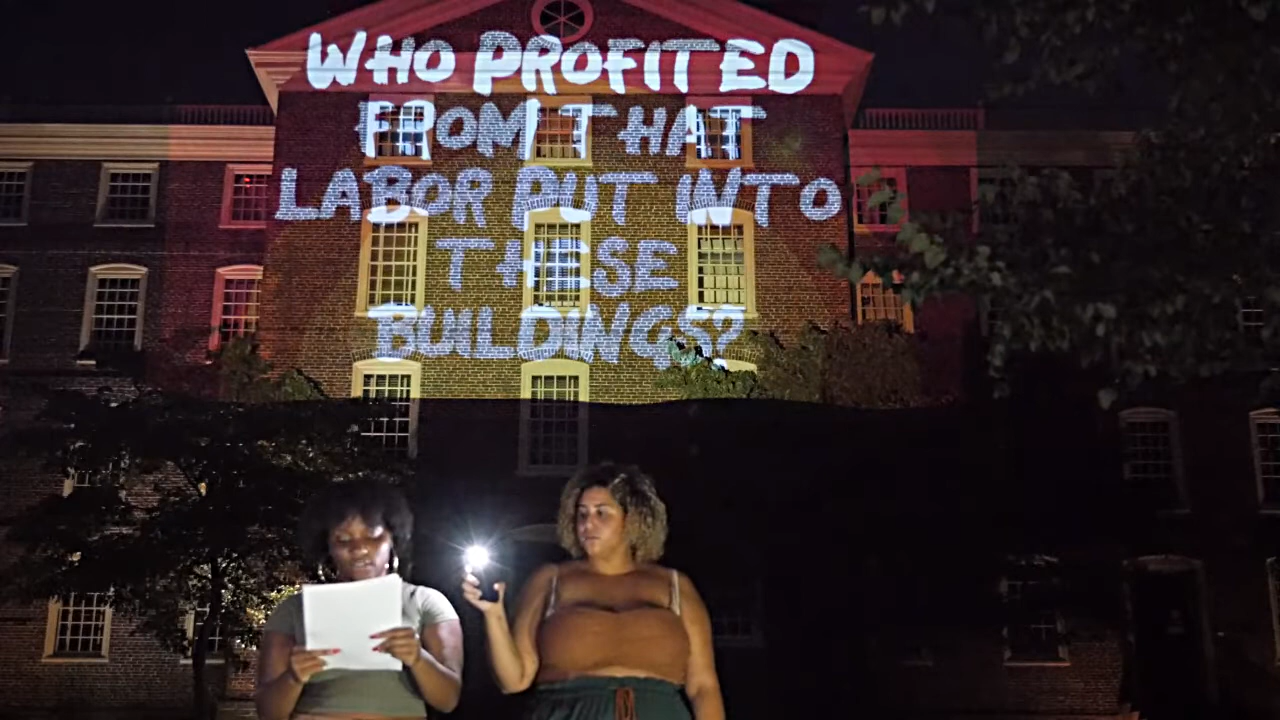 WHO PROFITED
FROM THAT
LABOR PUT INTO
THESE
BUILDINGS?